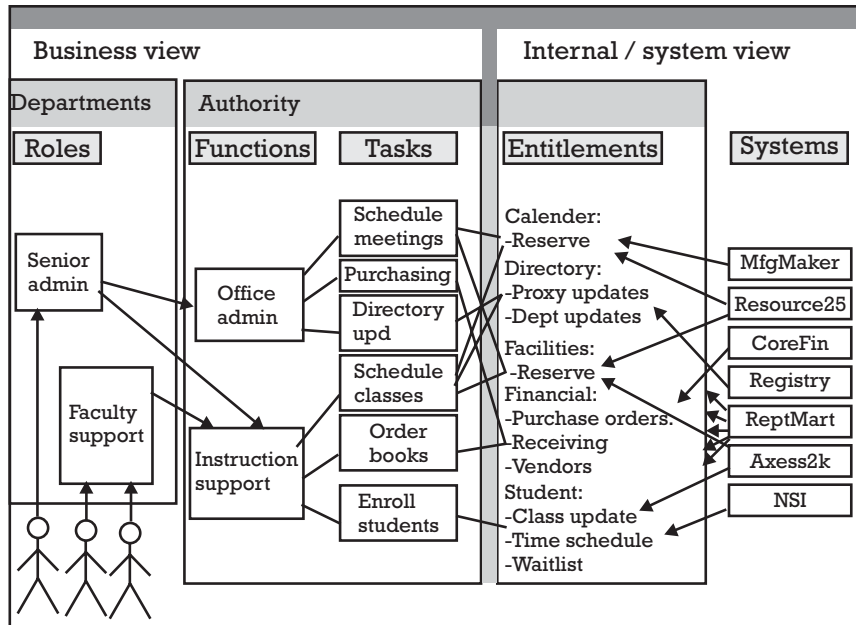 Business view
Internal / system view
Departments
Authority
Roles
Functions
Tasks
Entitlements
Systems
Senior
admin
Faculty
support
Office
admin
Instruction
support
Schedule
meetings
Purchasing
Directory
upd
Schedule
classes
Order
books
Enroll
students
Calender:
-Reserve
Directory:
-Proxy updates
-Dept updates
Facilities:
-Reserve
Financial:
-Purchase orders:
-Receiving
-Vendors
Student:
-Class update
-Time schedule
-Waitlist
MfgMaker
Resource25
CoreFin
Registry
ReptMart
Axess2k
NSI